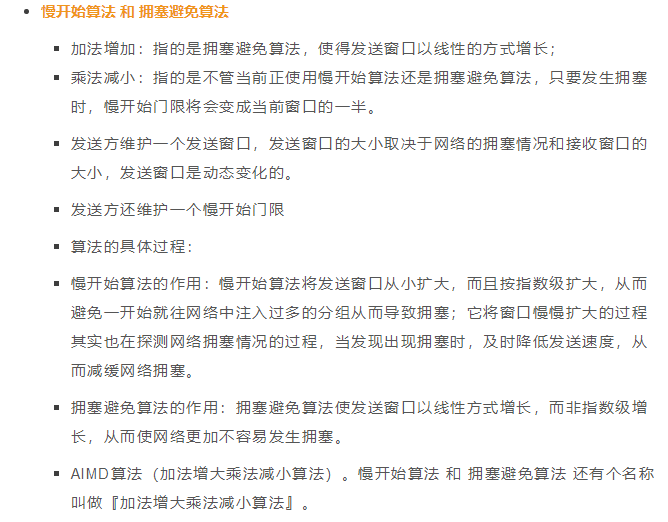 慢开始算法 和 拥塞避免算法
加法增加：指的是拥塞避免算法，使得发送窗口以线性的方式增长；
乘法减小：指的是不管当前正使用慢开始算法还是拥塞避免算法，只要发生拥塞
时，慢开始门限将会变成当前窗口的一半。
发送方维护一个发送窗口，发送窗口的大小取决于网络的拥塞情况和接收窗口的
大小，发送窗口是动态变化的。
发送方还维护一个慢开始门限
算法的具体过程：
慢开始算法的作用：慢开始算法将发送窗口从小扩大，而且按指数级扩大，从而
避免一开始就往网络中注入过多的分组从而导致拥塞；它将窗口慢慢扩大的过程
其实也在探测网络拥塞情况的过程，当发现出现拥塞时，及时降低发送速度，从
而减缓网络拥塞。
拥塞避免算法的作用：拥塞避免算法使发送窗口以线性方式增长，而非指数级增
长，从而使网络更加不容易发生拥塞。
AIMD算法（加法增大乘法减小算法）。慢开始算法 和 拥塞避免算法 还有个名称
叫做『加法增大乘法减小算法』。